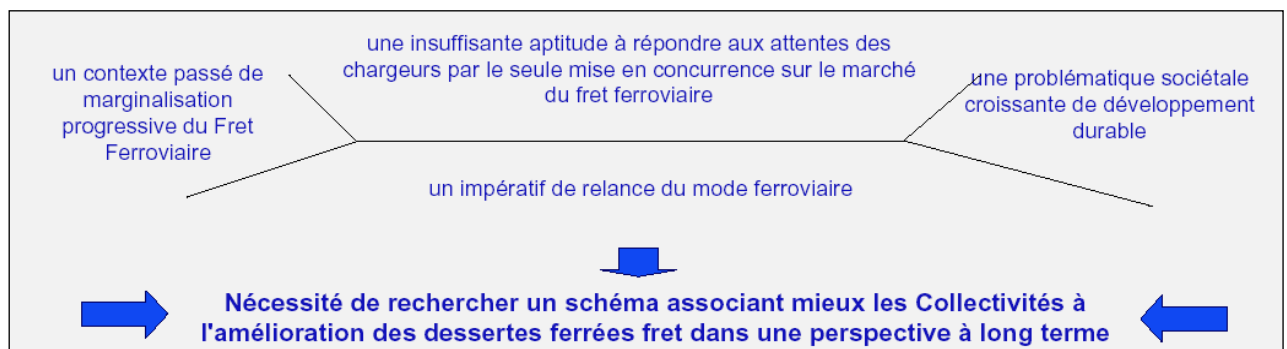 une insuffisante aptitude à répondre aux attentes des
chargeurs par le seule mise en concurrence sur le marché
du fret ferroviaire
un contexte passé de
marginalisation
progressive du Fret
Ferroviaire
une problématique sociétale
croissante de développement
durable
un impératif de relance du mode ferroviaire
Nécessité de rechercher un schéma associant mieux les Collectivités à
l'amélioration des dessertes ferrées fret dans une perspective à long terme